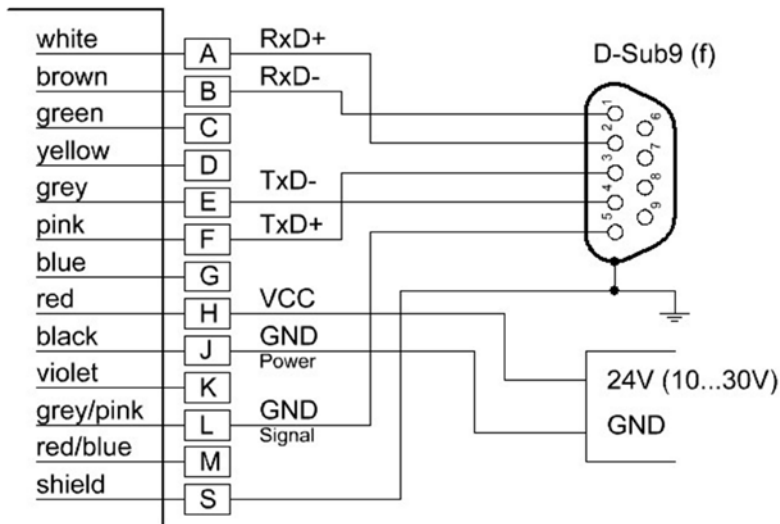 white A RxD+
brown B RxD-
green C
yellow D
grey E TxD-
pink F TxD+
blue G
red H VCC
black J GND
Power
violet K
grey/pink L GND
Signal
red/blue M
shield S
D-Sub9 (f)
1
2
3
4
5
6
7
8
9
24V (10...30V)
GND